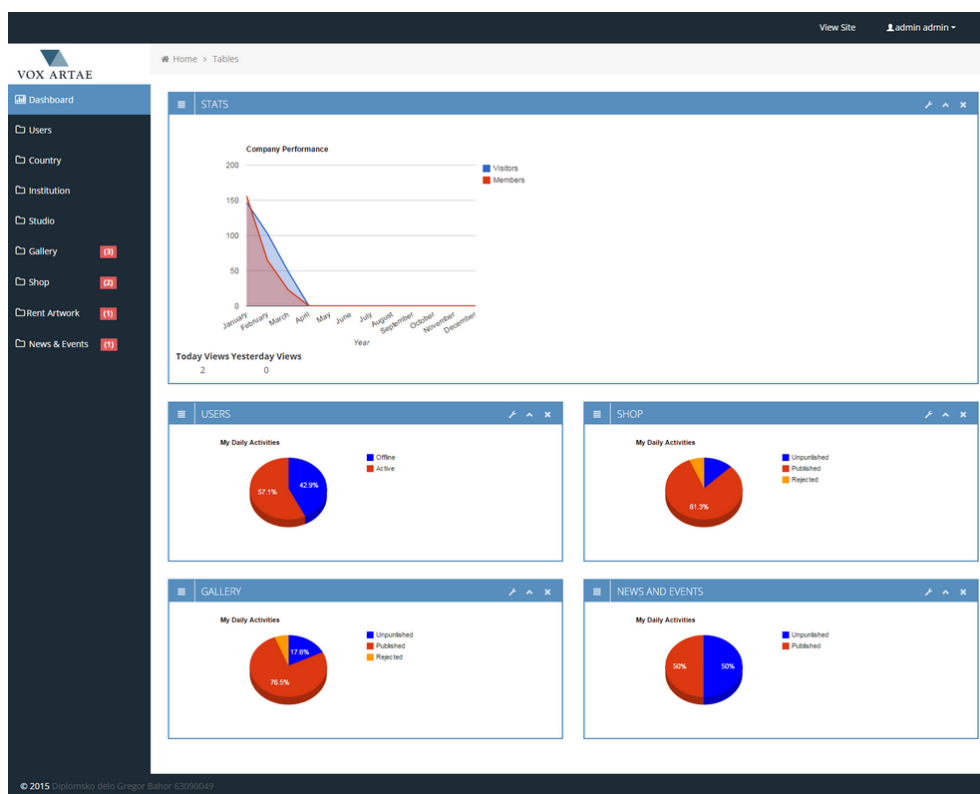 View Site admin admin
VOX ARTAE
Home > Tables
Dashboard
Users
Country
Institution
Studio
Gallery (3)
Shop (2)
Rent Artwork (1)
News & Events (1)
STATS
Company Performance
200
150
100
50
0
January February March April May June July August September October November December
Year
Visitors
Members
Today Views Yesterday Views
2 0
USERS
My Daily Activities
57.1% 42.9%
Offline
Active
SHOP
My Daily Activities
81.3%
Unpunlished
Published
Rejected
GALLERY
My Daily Activities
17.6%
76.5%
Unpunlished
Published
Rejected
NEWS AND EVENTS
My Daily Activities
50% 50%
Unpunlished
Published
© 2015 Diplomsko delo Gregor Bahor 63090049